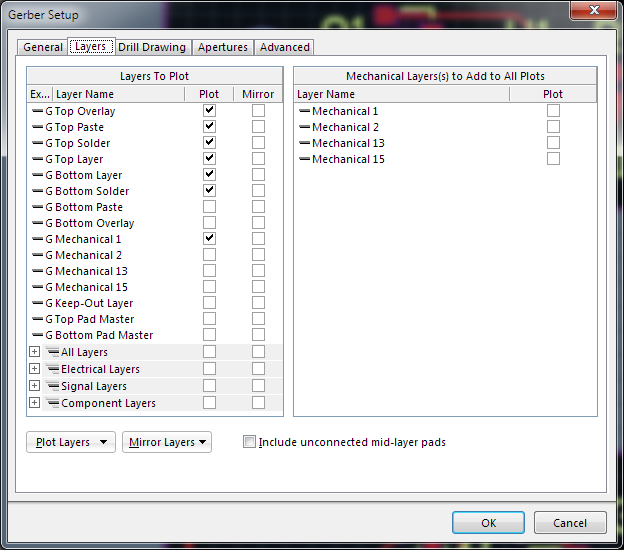 Gerber Setup
General Layers Drill Drawing Apertures Advanced
Layers To Plot
Ex... Layer Name Plot Mirror
G Top Overlay
G Top Paste
G Top Solder
G Top Layer
G Bottom Layer
G Bottom Solder
G Bottom Paste
G Bottom Overlay
G Mechanical 1
G Mechanical 2
G Mechanical 13
G Mechanical 15
G Keep-Out Layer
G Top Pad Master
G Bottom Pad Master
All Layers
Electrical Layers
Signal Layers
Component Layers
Mechanical Layers(s) to Add to All Plots
Layer Name Plot
Mechanical 1
Mechanical 2
Mechanical 13
Mechanical 15
Plot Layers Mirror Layers Include unconnected mid-layer pads
OK Cancel